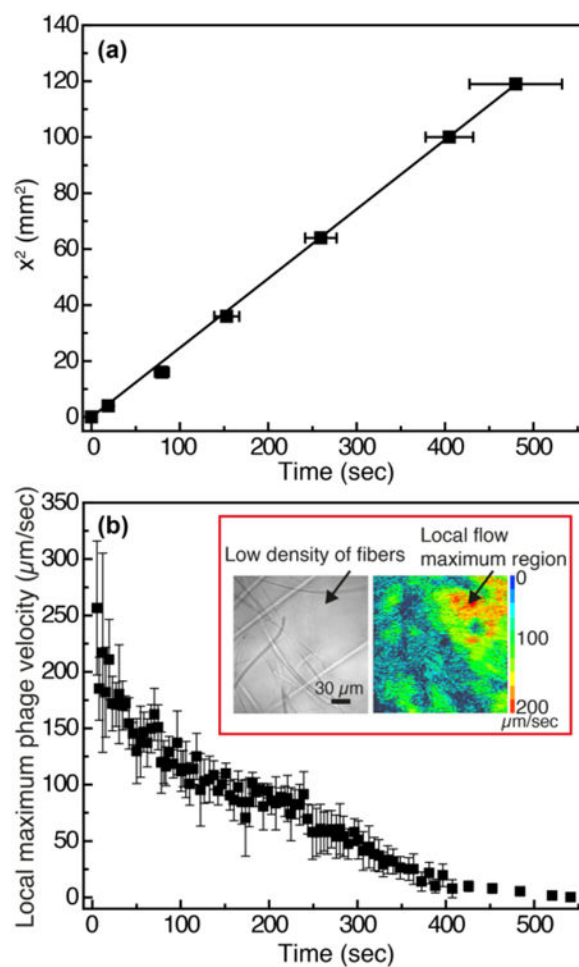 140
(a)
120
100
80
60
40
20
0
x² (mm²)
0 100 200 300 400 500
Time (sec)
350
(b)
300
250
200
150
100
50
0
Local maximum phage velocity (µm/sec)
Low density of fibers
Local flow
maximum region
30 µm
0
100
200
µm/sec
0 100 200 300 400 500
Time (sec)